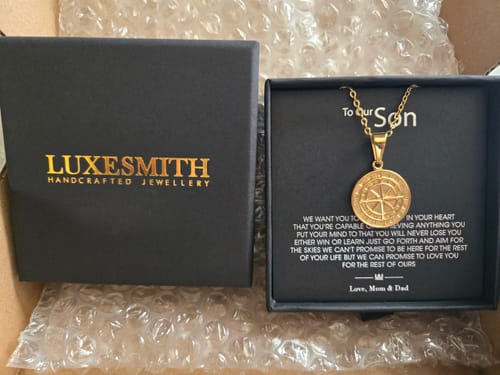 LUXESMITH
HANDCRAFTED JEWELLERY
To Our
Son
WE WANT YOU TO IN YOUR HEART
THAT YOU'RE CAPABLE OF ANYTHING YOU
PUT YOUR MIND TO THAT YOU WILL NEVER LOSE YOU
EITHER WIN OR LEARN JUST GO FORTH AND AIM FOR
THE SKIES WE CAN'T PROMISE TO BE HERE FOR THE REST
OF YOUR LIFE BUT WE CAN PROMISE TO LOVE YOU
FOR THE REST OF OURS
Love, Mom & Dad